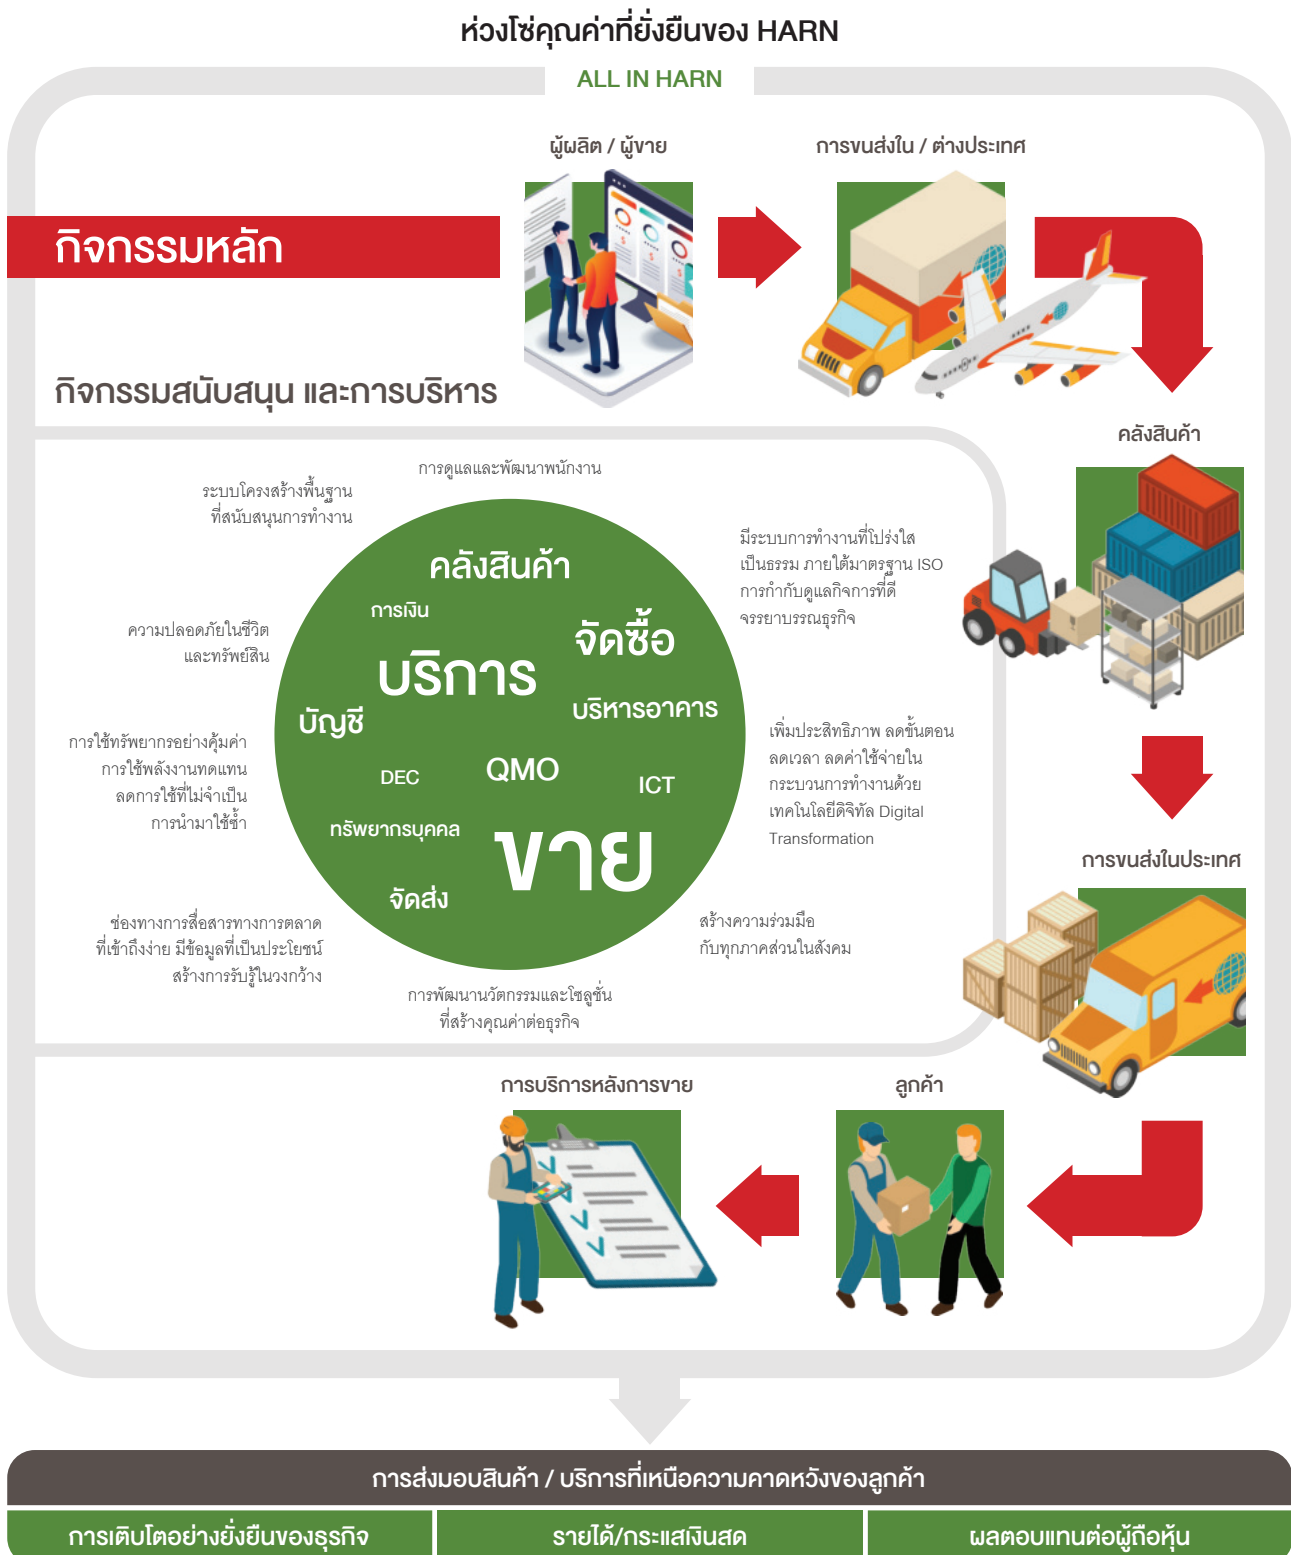 ห่วงโซ่คุณค่าที่ยั่งยืนของ HARN
ALL IN HARN
ผู้ผลิต / ผู้ขาย
การขนส่งใน / ต่างประเทศ
กิจกรรมหลัก
กิจกรรมสนับสนุน และการบริหาร
คลังสินค้า
การดูแลและพัฒนาพนักงาน
ระบบโครงสร้างพื้นฐาน
ที่สนับสนุนการทำงาน
มีระบบการทำงานที่โปร่งใส
เป็นธรรม ภายใต้มาตรฐาน ISO
การกำกับดูแลกิจการที่ดี
จรรยาบรรณธุรกิจ
ความปลอดภัยในชีวิต
และทรัพย์สิน
การใช้ทรัพยากรอย่างคุ้มค่า
การใช้พลังงานทดแทน
ลดการใช้ที่ไม่จำเป็น
การนำมาใช้ซ้ำ
คลังสินค้า
การเงิน
จัดซื้อ
บริการ
บริหารอาคาร
บัญชี
QMO
DEC
ICT
ทรัพยากรบุคคล
ขาย
จัดส่ง
เพิ่มประสิทธิภาพ ลดขั้นตอน
ลดเวลา ลดค่าใช้จ่ายใน
กระบวนการทำงานด้วย
เทคโนโลยีดิจิทัล Digital
Transformation
การขนส่งในประเทศ
ช่องทางการสื่อสารทางการตลาด
ที่เข้าถึงง่าย มีข้อมูลที่เป็นประโยชน์
สร้างการรับรู้ในวงกว้าง
สร้างความร่วมมือ
กับทุกภาคส่วนในสังคม
การพัฒนานวัตกรรมและโซลูชั่น
ที่สร้างคุณค่าต่อธุรกิจ
การบริการหลังการขาย
ลูกค้า
การส่งมอบสินค้า / บริการที่เหนือความคาดหวังของลูกค้า
การเติบโตอย่างยั่งยืนของธุรกิจ
รายได้/กระแสเงินสด
ผลตอบแทนต่อผู้ถือหุ้น